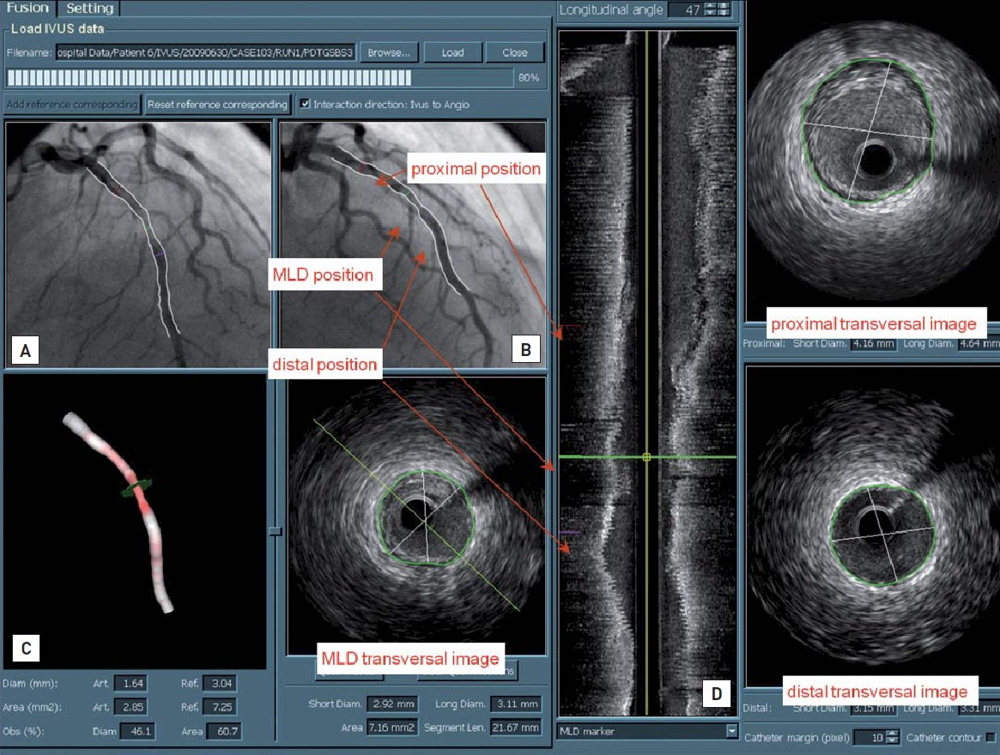 Fusion Setting
Load IVUS data
Filename: ospital Data/Patient 6/IVUS/20090630/CASE103/RUN1/PDTGSBS3 Browse... Load Close
80%
Add reference corresponding Reset reference corresponding Interaction direction: Ivus to Angio
Longitudinal angle 47
proximal position
MLD position
distal position
A
B
C
D
proximal transversal image
Proximal: Short Diam. 4.16 mm Long Diam. 4.64 mm
MLD transversal image
distal transversal image
Distal: Short Diam. 3.15 mm Long Diam. 3.31 mm
Diam (mm): Art. 1.64 Ref. 3.04
Area (mm2): Art. 2.85 Ref. 7.25
Obs (%): Diam 46.1 Area 60.7
Short Diam. 2.92 mm Long Diam. 3.11 mm
Area 7.16 mm2 Segment Len. 21.67 mm
MLD marker
Catheter margin (pixel) 10 Catheter contour